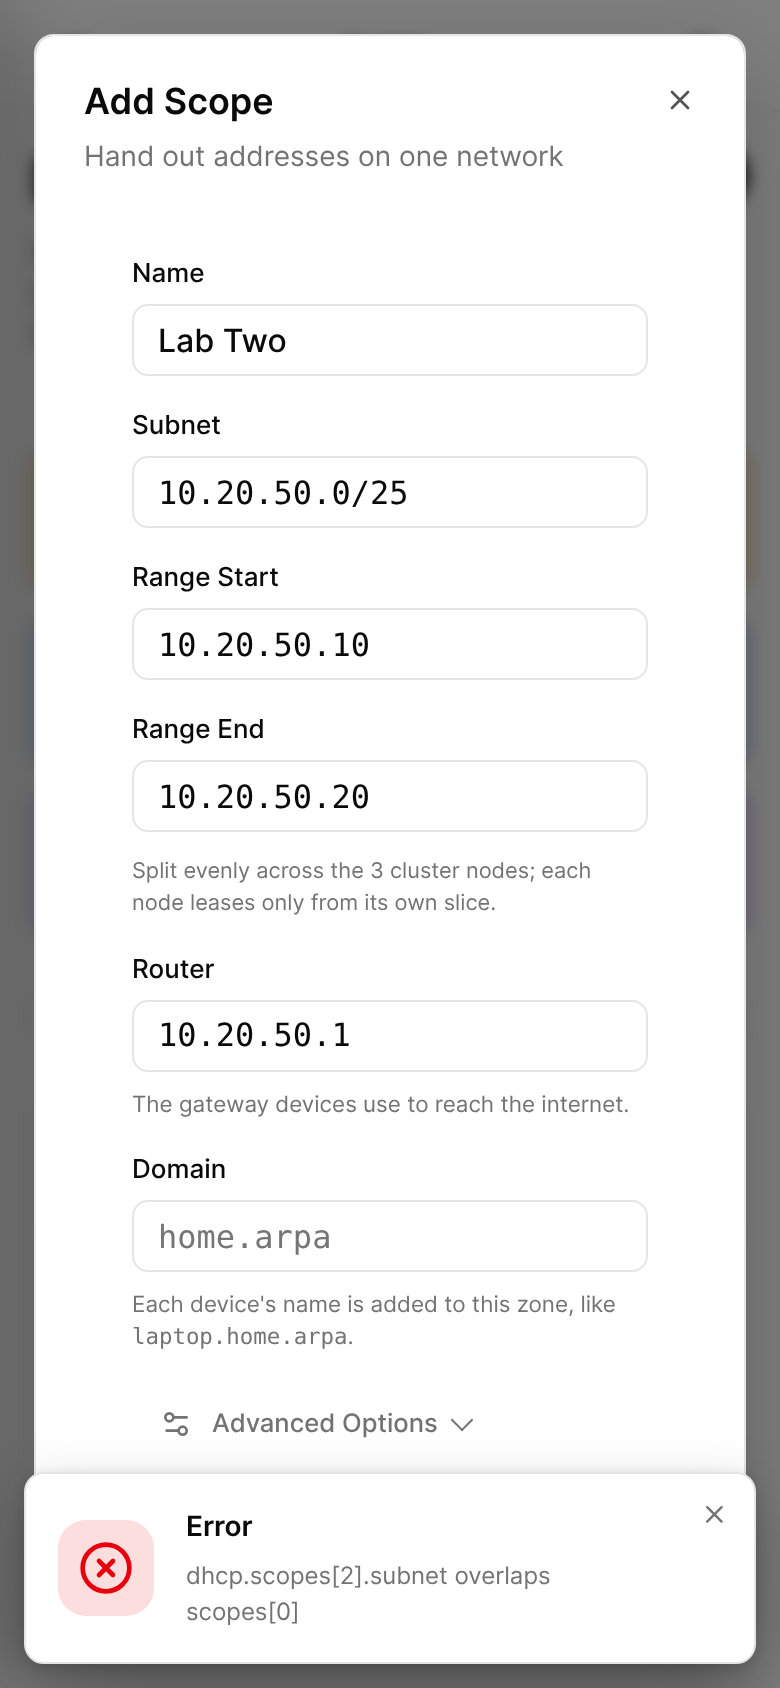 Add Scope
Hand out addresses on one network
Name
Lab Two
Subnet
10.20.50.0/25
Range Start
10.20.50.10
Range End
10.20.50.20
Split evenly across the 3 cluster nodes; each
node leases only from its own slice.
Router
10.20.50.1
The gateway devices use to reach the internet.
Domain
home.arpa
Each device's name is added to this zone, like
laptop.home.arpa.
Advanced Options
Error
dhcp.scopes[2].subnet overlaps
scopes[0]